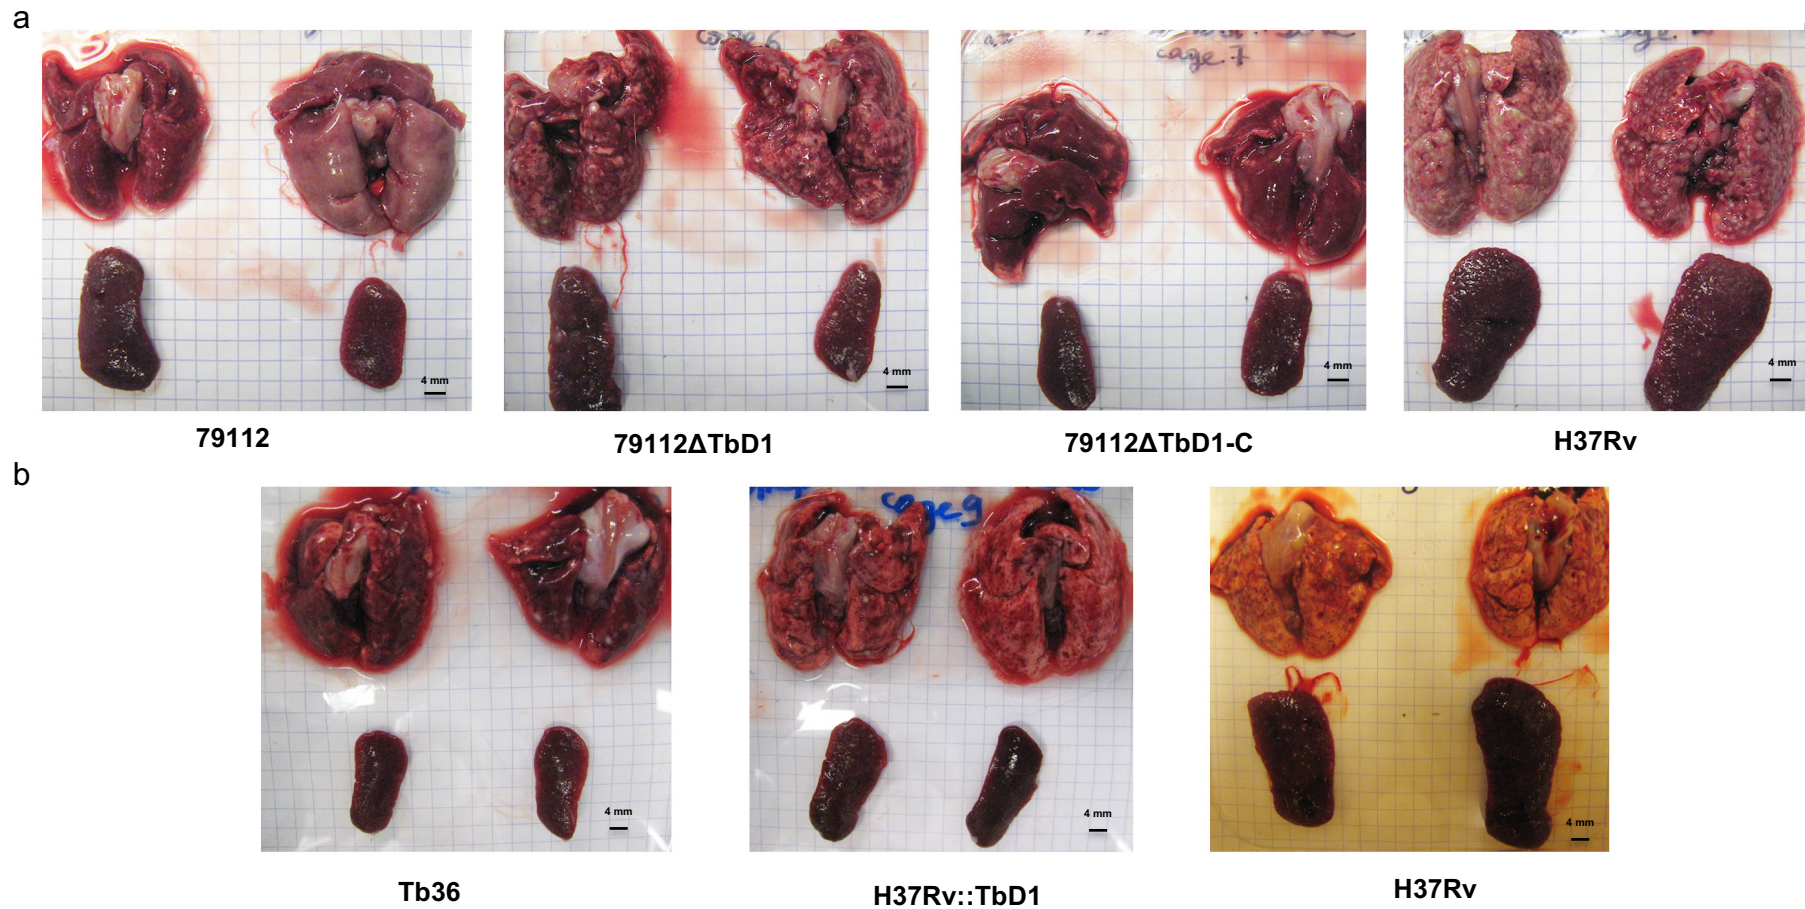 a
cage 6
cage 7
4 mm
4 mm
4 mm
4 mm
79112
79112ΔTbD1
79112ΔTbD1-C
H37Rv
b
cage 9
4 mm
4 mm
4 mm
Tb36
H37Rv::TbD1
H37Rv